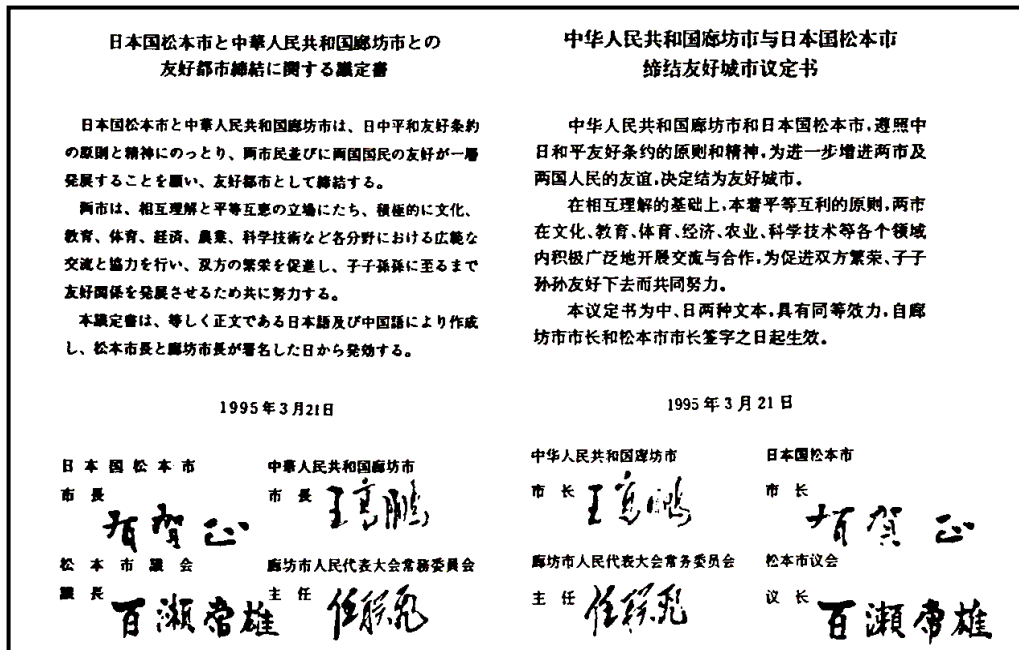 日本国松本市と中華人民共和国廊坊市との
友好都市締結に関する議定書
日本国松本市と中華人民共和国廊坊市は、日中平和友好条約
の原則と精神にのっとり、両市民並びに両国国民の友好が一層
発展することを願い、友好都市として締結する。
両市は、相互理解と平等互恵の立場にたち、積極的に文化、
教育、体育、経済、農業、科学技術など各分野における広範な
交流と協力を行い、双方の繁栄を促進し、子子孫孫に至るまで
友好関係を発展させるため共に努力する。
本議定書は、等しく正文である日本語及び中国語により作成
し、松本市長と廊坊市長が署名した日から発効する。
1995年3月21日
日本国松本市 中華人民共和国廊坊市
市長 有賀正 市長 王高鹏
松本市議会 廊坊市人民代表大会常務委員会
議長 百瀬常雄 主任 任
中华人民共和国廊坊市与日本国松本市
缔结友好城市议定书
中华人民共和国廊坊市和日本国松本市,遵照中
日和平友好条约的原则和精神,为进一步增进两市及
两国人民的友谊,决定结为友好城市。
在相互理解的基础上,本着平等互利的原则,两市
在文化、教育、体育、经济、农业、科学技术等各个领域
内积极广泛地开展交流与合作,为促进双方繁荣、子子
孙孙友好下去而共同努力。
本议定书为中、日两种文本,具有同等效力,自廊
坊市市长和松本市市长签字之日起生效。
1995年3月21日
中华人民共和国廊坊市 日本国松本市
市长 王高鹏 市长 有賀正
廊坊市人民代表大会常务委员会 松本市议会
主任 任 议长 百瀬常雄